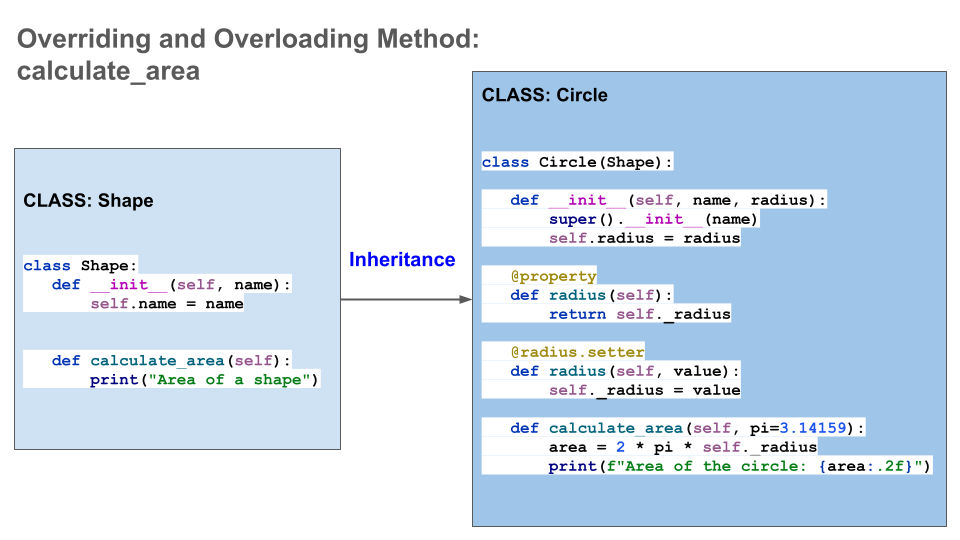 Overriding and Overloading Method:
calculate_area
CLASS: Shape
class Shape:
    def __init__(self, name):
        self.name = name
    def calculate_area(self):
        print("Area of a shape")
Inheritance
CLASS: Circle
class Circle(Shape):
    def __init__(self, name, radius):
        super().__init__(name)
        self.radius = radius
    @property
    def radius(self):
        return self._radius
    @radius.setter
    def radius(self, value):
        self._radius = value
    def calculate_area(self, pi=3.14159):
        area = 2 * pi * self._radius
        print(f"Area of the circle: {area:.2f}")